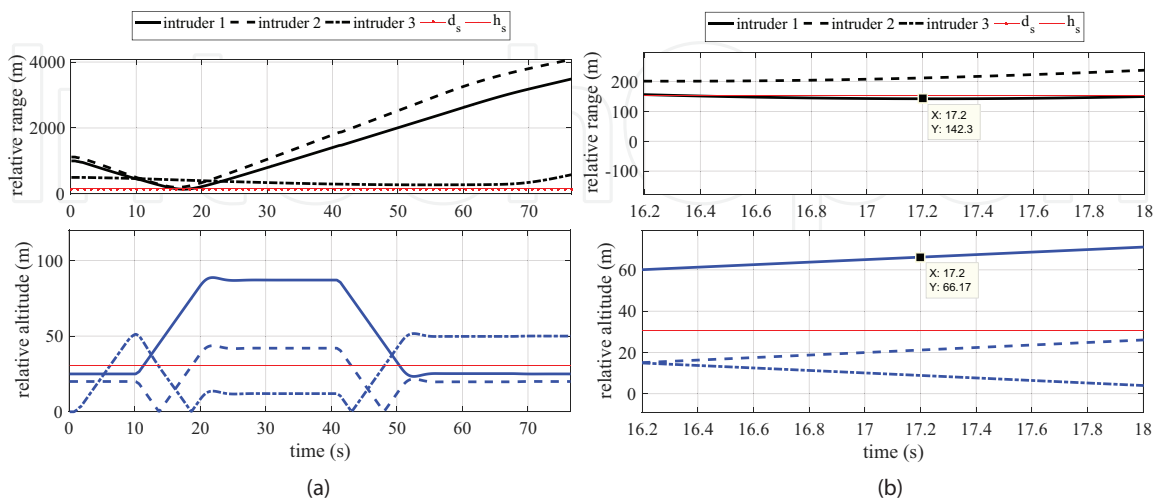 intruder 1 intruder 2 intruder 3 d_s h_s
relative range (m)
4000
2000
0
0 10 20 30 40 50 60 70
relative altitude (m)
100
50
0
0 10 20 30 40 50 60 70
time (s)
(a)
intruder 1 intruder 2 intruder 3 d_s h_s
relative range (m)
200
100
0
-100
X: 17.2
Y: 142.3
16.2 16.4 16.6 16.8 17 17.2 17.4 17.6 17.8 18
relative altitude (m)
60
40
20
0
X: 17.2
Y: 66.17
16.2 16.4 16.6 16.8 17 17.2 17.4 17.6 17.8 18
time (s)
(b)